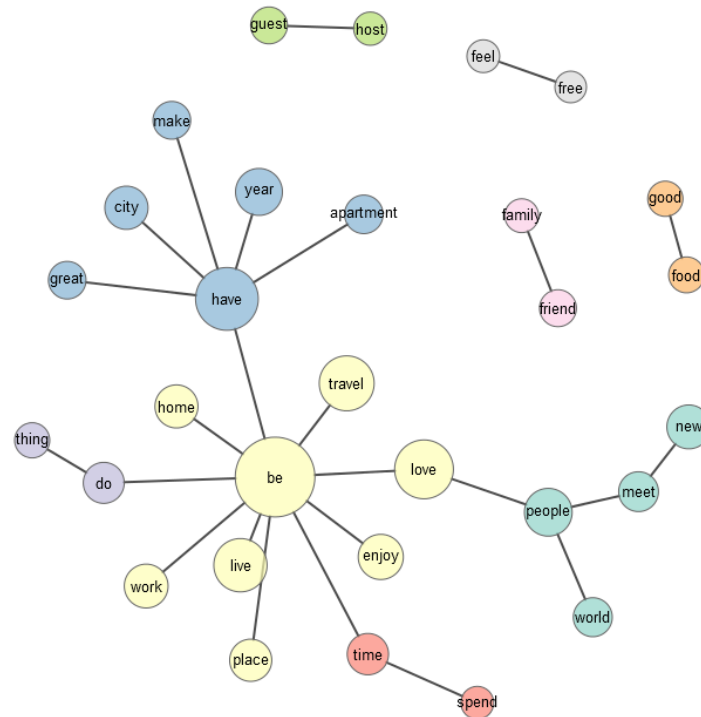 guest
host
feel
free
make
year
city
apartment
family
good
great
have
food
friend
travel
home
new
thing
be
love
do
meet
people
enjoy
live
work
world
time
place
spend